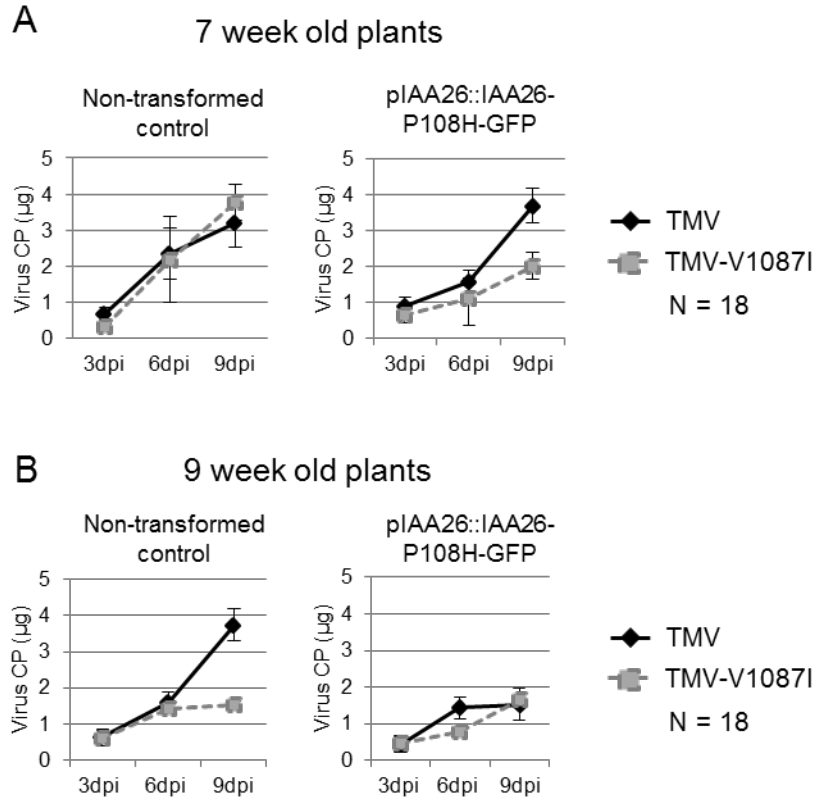 A
7 week old plants
Non-transformed
control
Virus CP (µg)
5
4
3
2
1
0
3dpi 6dpi 9dpi
pIAA26::IAA26-
P108H-GFP
Virus CP (µg)
5
4
3
2
1
0
3dpi 6dpi 9dpi
TMV
TMV-V1087I
N = 18
B
9 week old plants
Non-transformed
control
Virus CP (µg)
5
4
3
2
1
0
3dpi 6dpi 9dpi
pIAA26::IAA26-
P108H-GFP
Virus CP (µg)
5
4
3
2
1
0
3dpi 6dpi 9dpi
TMV
TMV-V1087I
N = 18